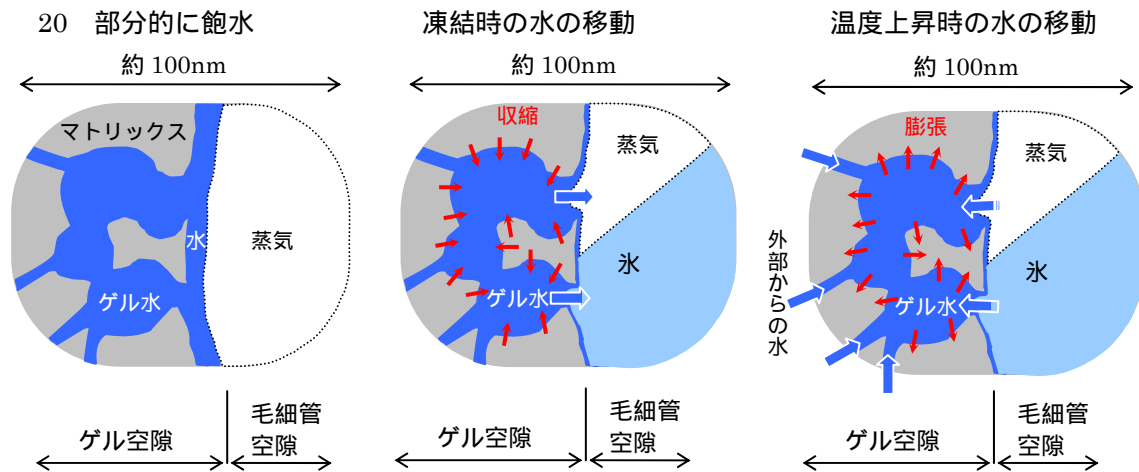 20 部分的に飽水
約 100nm
マトリックス
水
蒸気
ゲル水
ゲル空隙
毛細管
空隙
凍結時の水の移動
約 100nm
収縮
蒸気
氷
ゲル水
ゲル空隙
毛細管
空隙
温度上昇時の水の移動
約 100nm
膨張
蒸気
氷
外部からの水
ゲル水
ゲル空隙
毛細管
空隙